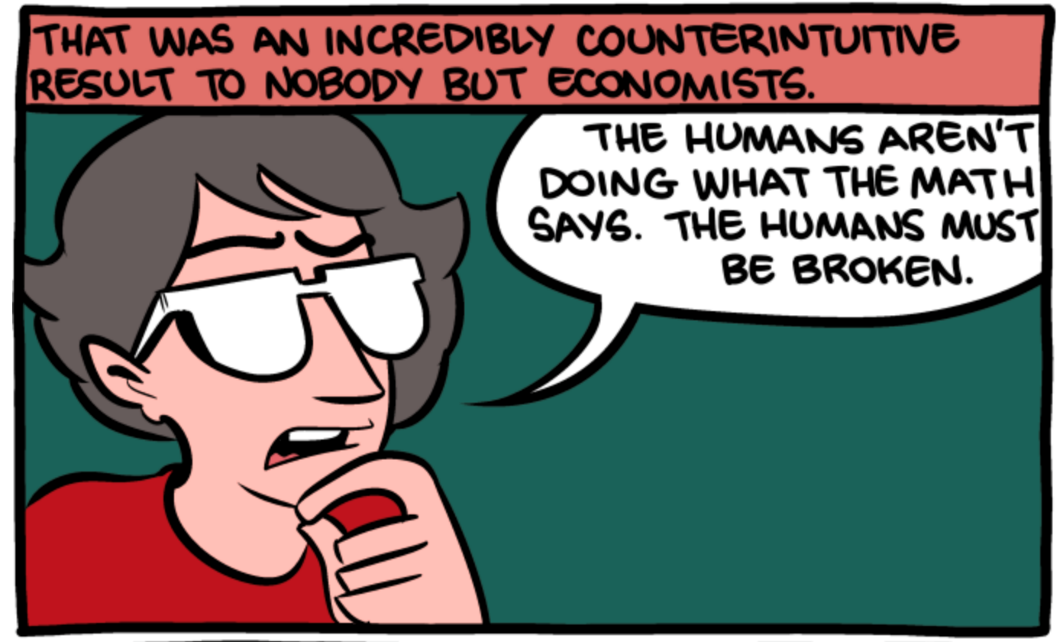 THAT WAS AN INCREDIBLY COUNTERINTUITIVE
RESULT TO NOBODY BUT ECONOMISTS.
THE HUMANS AREN'T
DOING WHAT THE MATH
SAYS. THE HUMANS MUST
BE BROKEN.